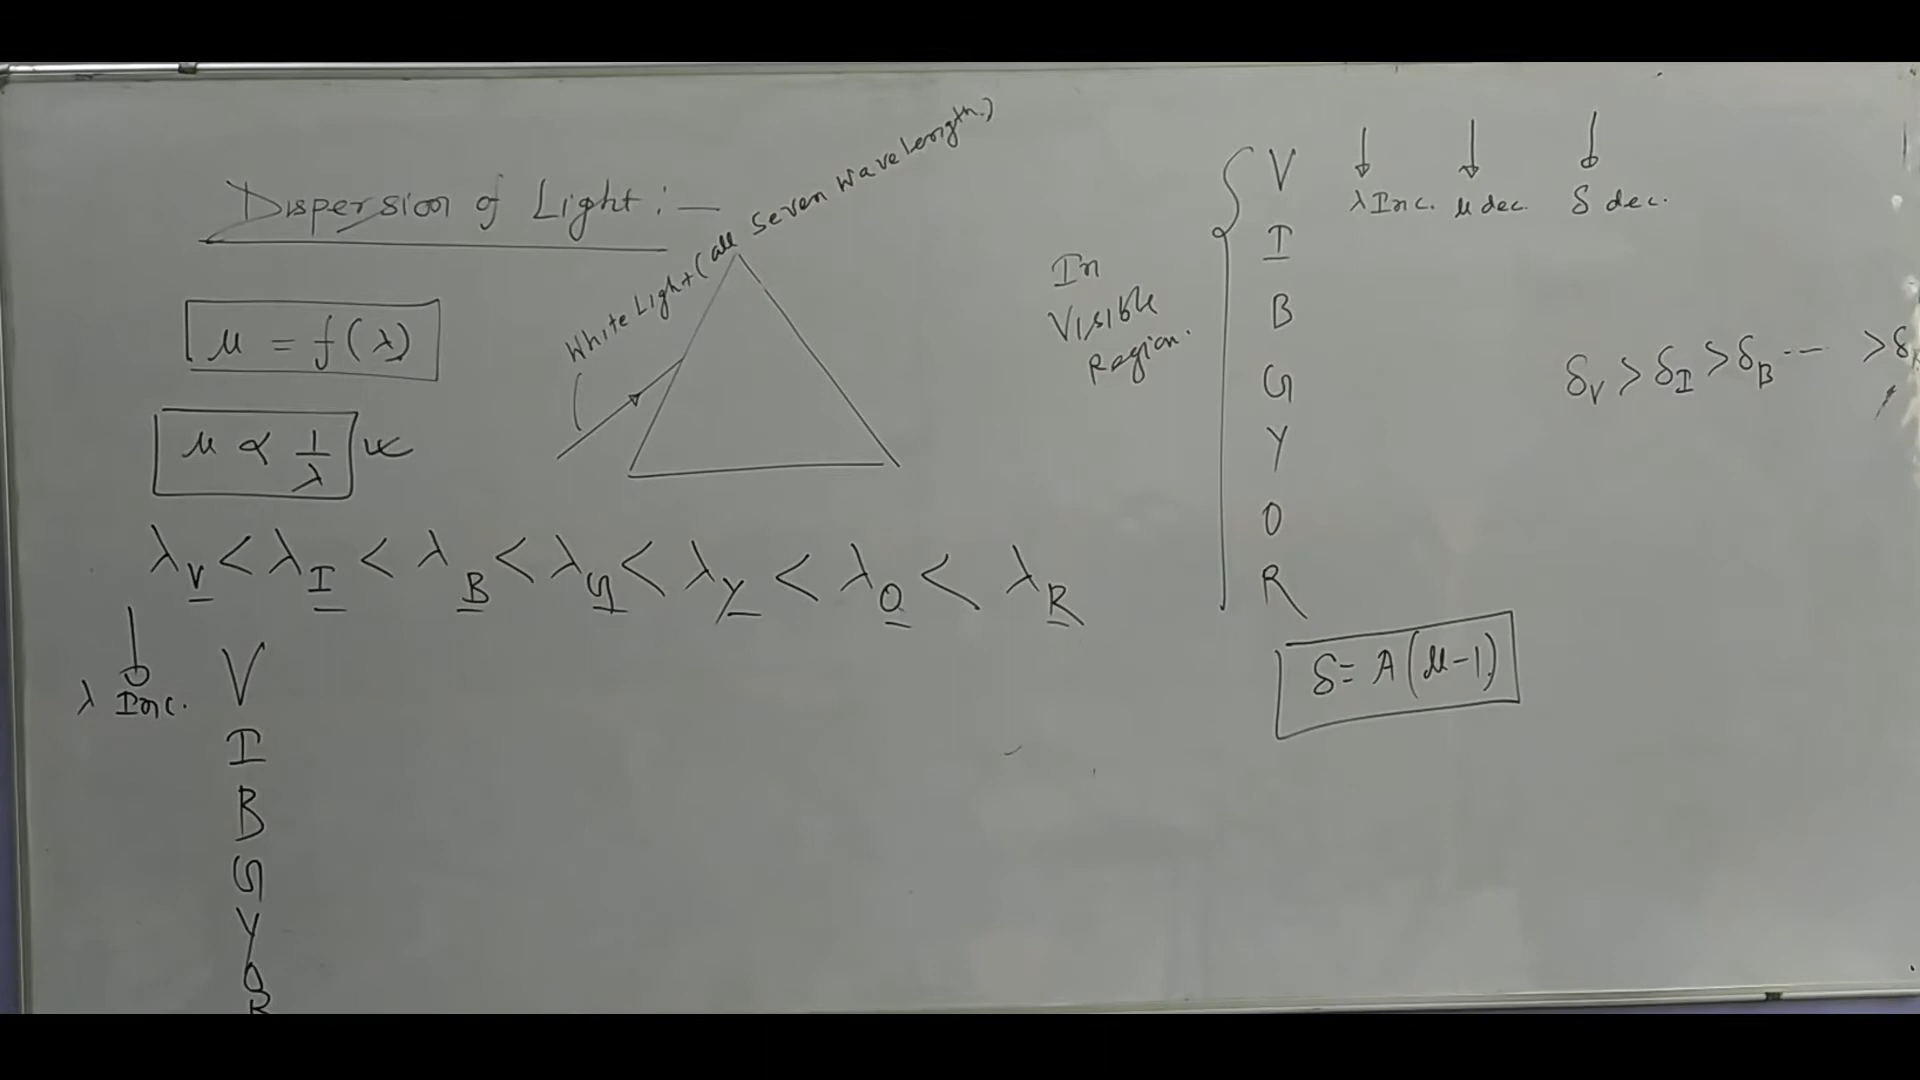 Dispersion of Light :-
μ = f(λ)
μ ∝ 1/λ
White Light (all seven wavelength.)
λV < λI < λB < λG < λY < λO < λR
λ Inc.
V
I
B
G
Y
O
R
In
Visible
Region.
V
I
B
G
Y
O
R
λ Inc. μ dec. δ dec.
δV > δI > δB ---- > δ
δ = A(μ-1)